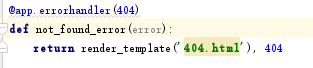 @app.errorhandler(404)
def not_found_error(error):
    return render_template('404.html'), 404